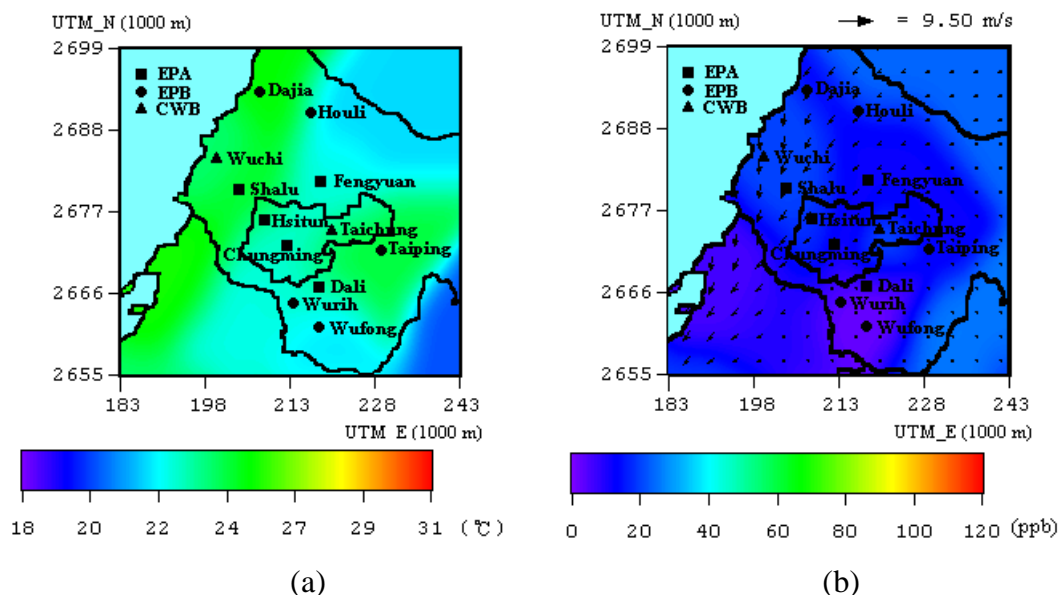 UTM_N (1000 m)
2699
2688
2677
2666
2655
183 198 213 228 243
UTM_E (1000 m)
EPA
EPB
CWB
Dajia
Houli
Wuchi
Shalu
Fengyuan
Hsitun
Taichung
Chungming
Taiping
Dali
Wurih
Wufong
18 20 22 24 27 29 31 (℃)
(a)
UTM_N (1000 m)
= 9.50 m/s
2699
2688
2677
2666
2655
183 198 213 228 243
UTM_E (1000 m)
EPA
EPB
CWB
Dajia
Houli
Wuchi
Shalu
Fengyuan
Hsitun
Taichung
Chungming
Taiping
Dali
Wurih
Wufong
0 20 40 60 80 100 120 (ppb)
(b)